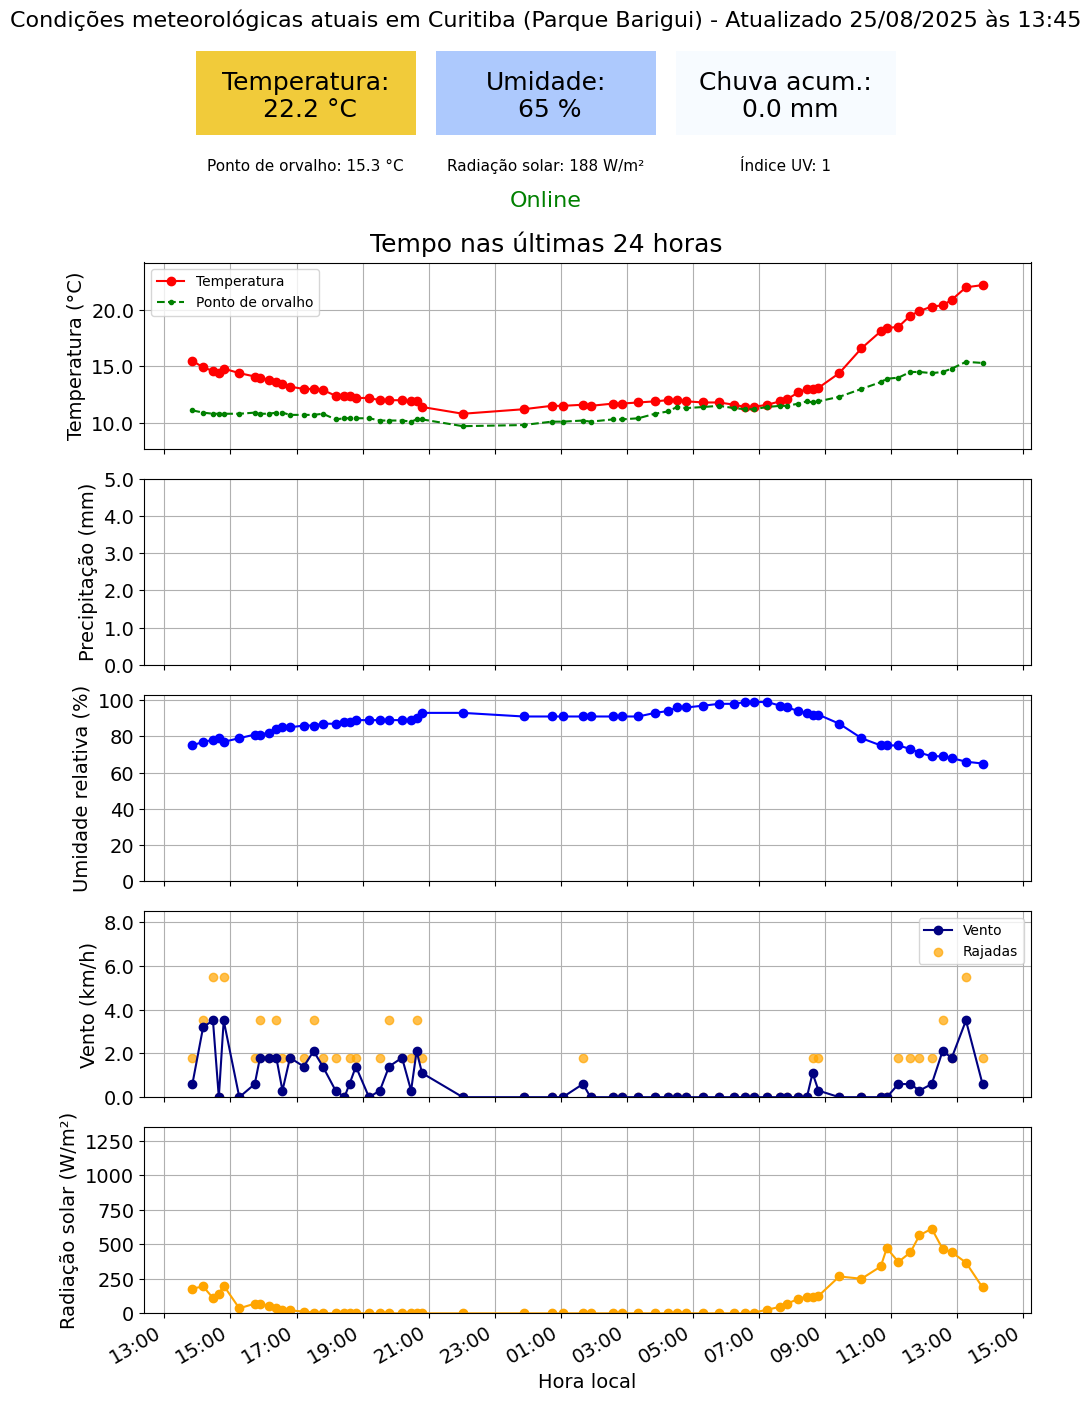 Condições meteorológicas atuais em Curitiba (Parque Barigui) - Atualizado 25/08/2025 às 13:45
Temperatura:
22.2 °C
Umidade:
65 %
Chuva acum.:
0.0 mm
Ponto de orvalho: 15.3 °C
Radiação solar: 188 W/m²
Índice UV: 1
Online
Tempo nas últimas 24 horas
Temperatura (°C)
20.0
15.0
10.0
Temperatura
Ponto de orvalho
Precipitação (mm)
5.0
4.0
3.0
2.0
1.0
0.0
Umidade relativa (%)
100
80
60
40
20
0
Vento (km/h)
8.0
6.0
4.0
2.0
0.0
Vento
Rajadas
Radiação solar (W/m²)
1250
1000
750
500
250
0
13:00
15:00
17:00
19:00
21:00
23:00
01:00
03:00
05:00
07:00
09:00
11:00
13:00
15:00
Hora local